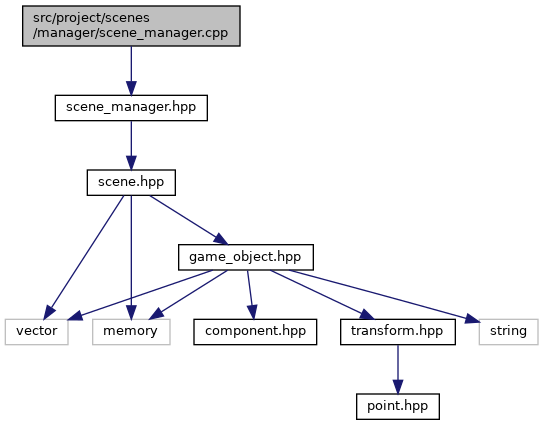 src/project/scenes
/manager/scene_manager.cpp
scene_manager.hpp
scene.hpp
game_object.hpp
vector
memory
component.hpp
transform.hpp
string
point.hpp